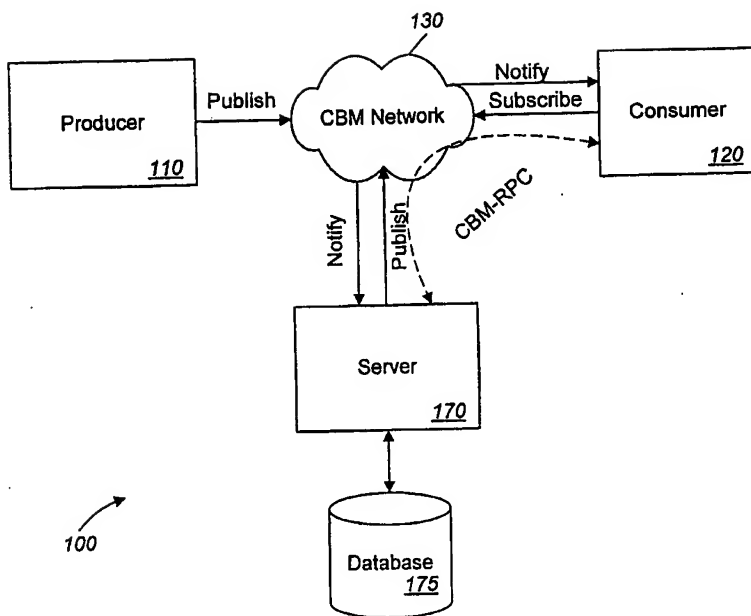 130
Producer
110
Publish
CBM Network
Notify
Subscribe
Consumer
120
CBM-RPC
Notify
Publish
Server
170
Database
175
100